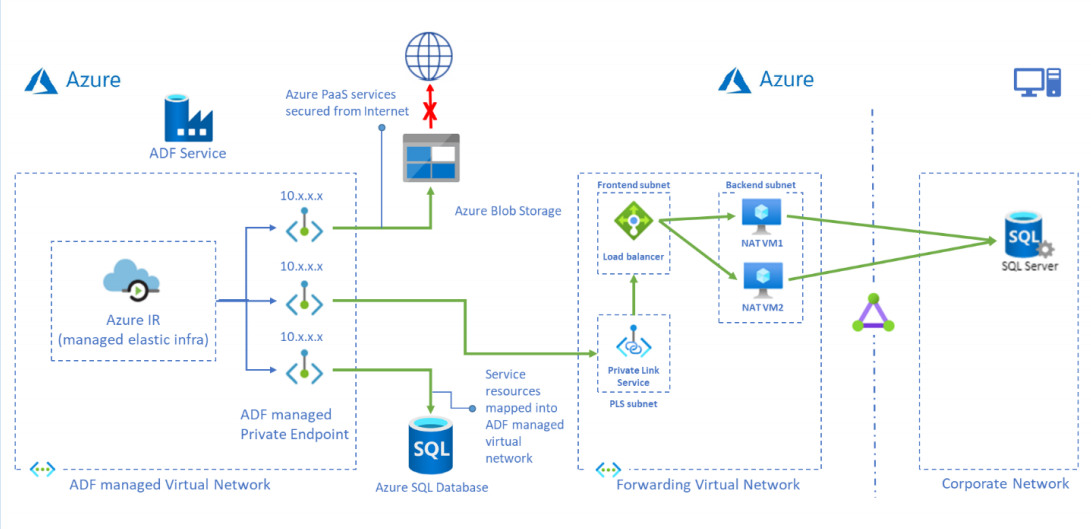 Azure
ADF Service
Azure PaaS services
secured from Internet
Azure Blob Storage
10.x.x.x
10.x.x.x
10.x.x.x
Azure IR
(managed elastic infra)
ADF managed
Private Endpoint
ADF managed Virtual Network
Service
resources
mapped into
ADF managed
virtual
network
SQL
Azure SQL Database
Azure
Frontend subnet
Load balancer
Backend subnet
NAT VM1
NAT VM2
Private Link
Service
PLS subnet
Forwarding Virtual Network
SQL
SQL Server
Corporate Network